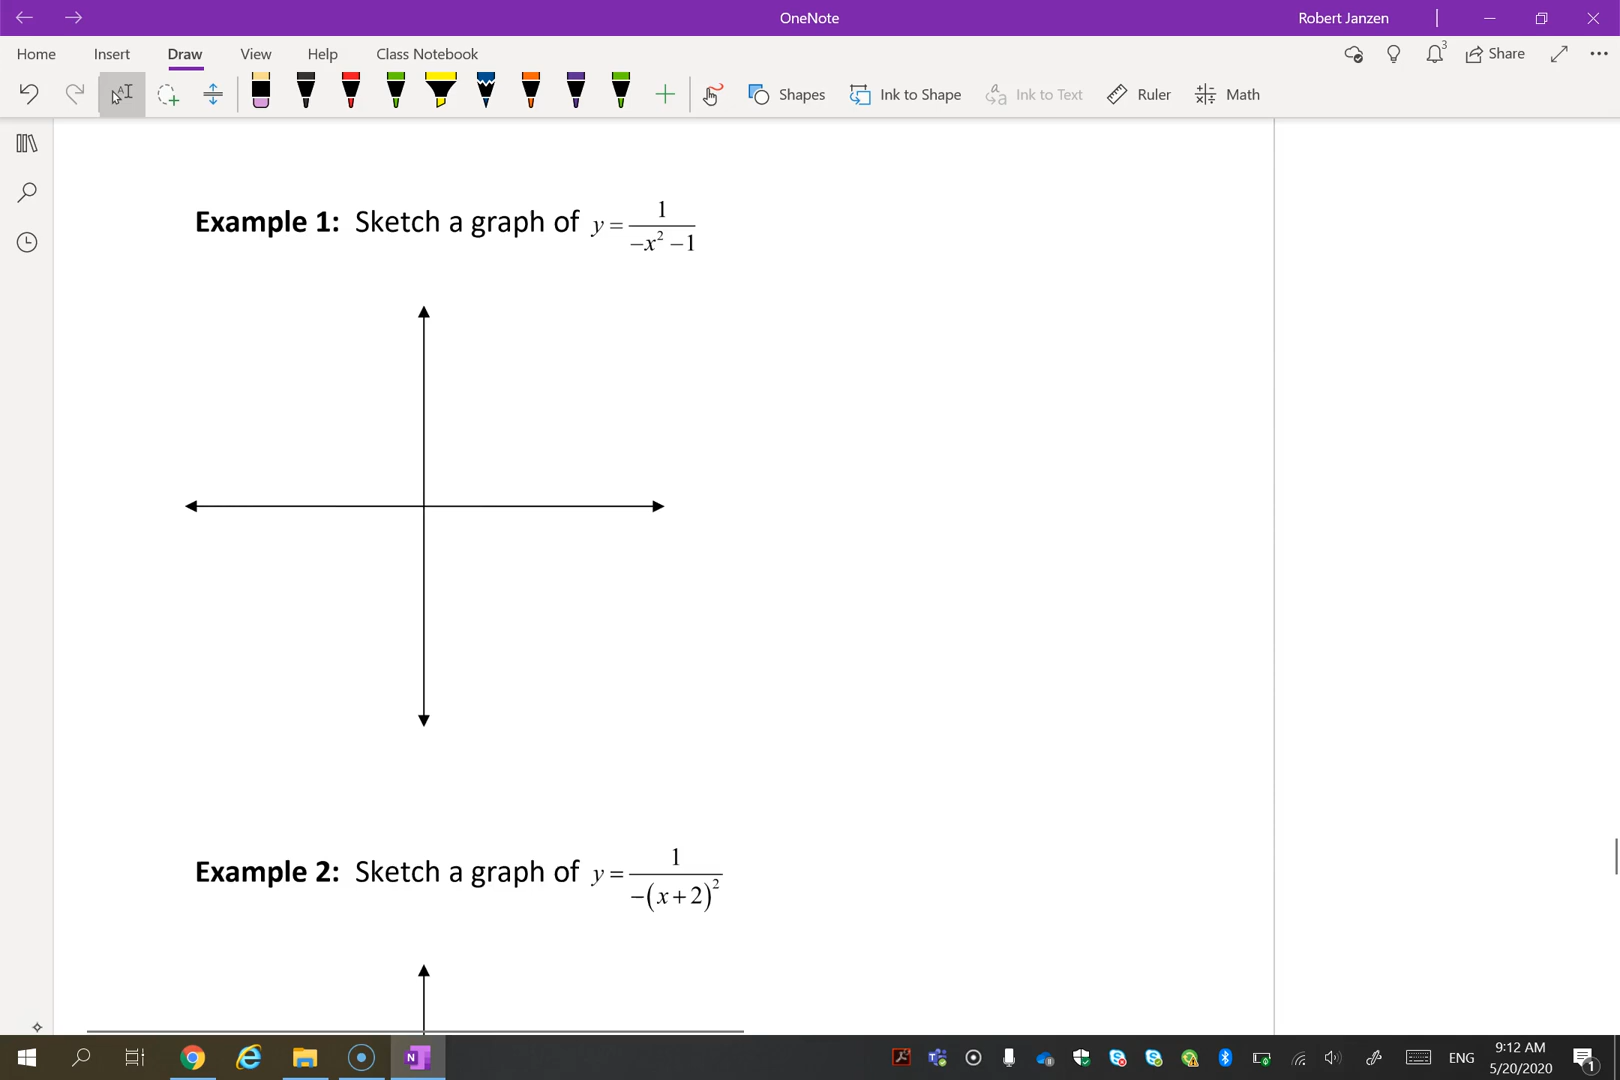 OneNote
Robert Janzen
Home Insert Draw View Help Class Notebook
3
Share
Shapes
Ink to Shape
Ink to Text
Ruler
Math
Example 1: Sketch a graph of y = 1/(−x² −1)
Example 2: Sketch a graph of y = 1/(−(x+2)²)
ENG
9:12 AM
5/20/2020
1